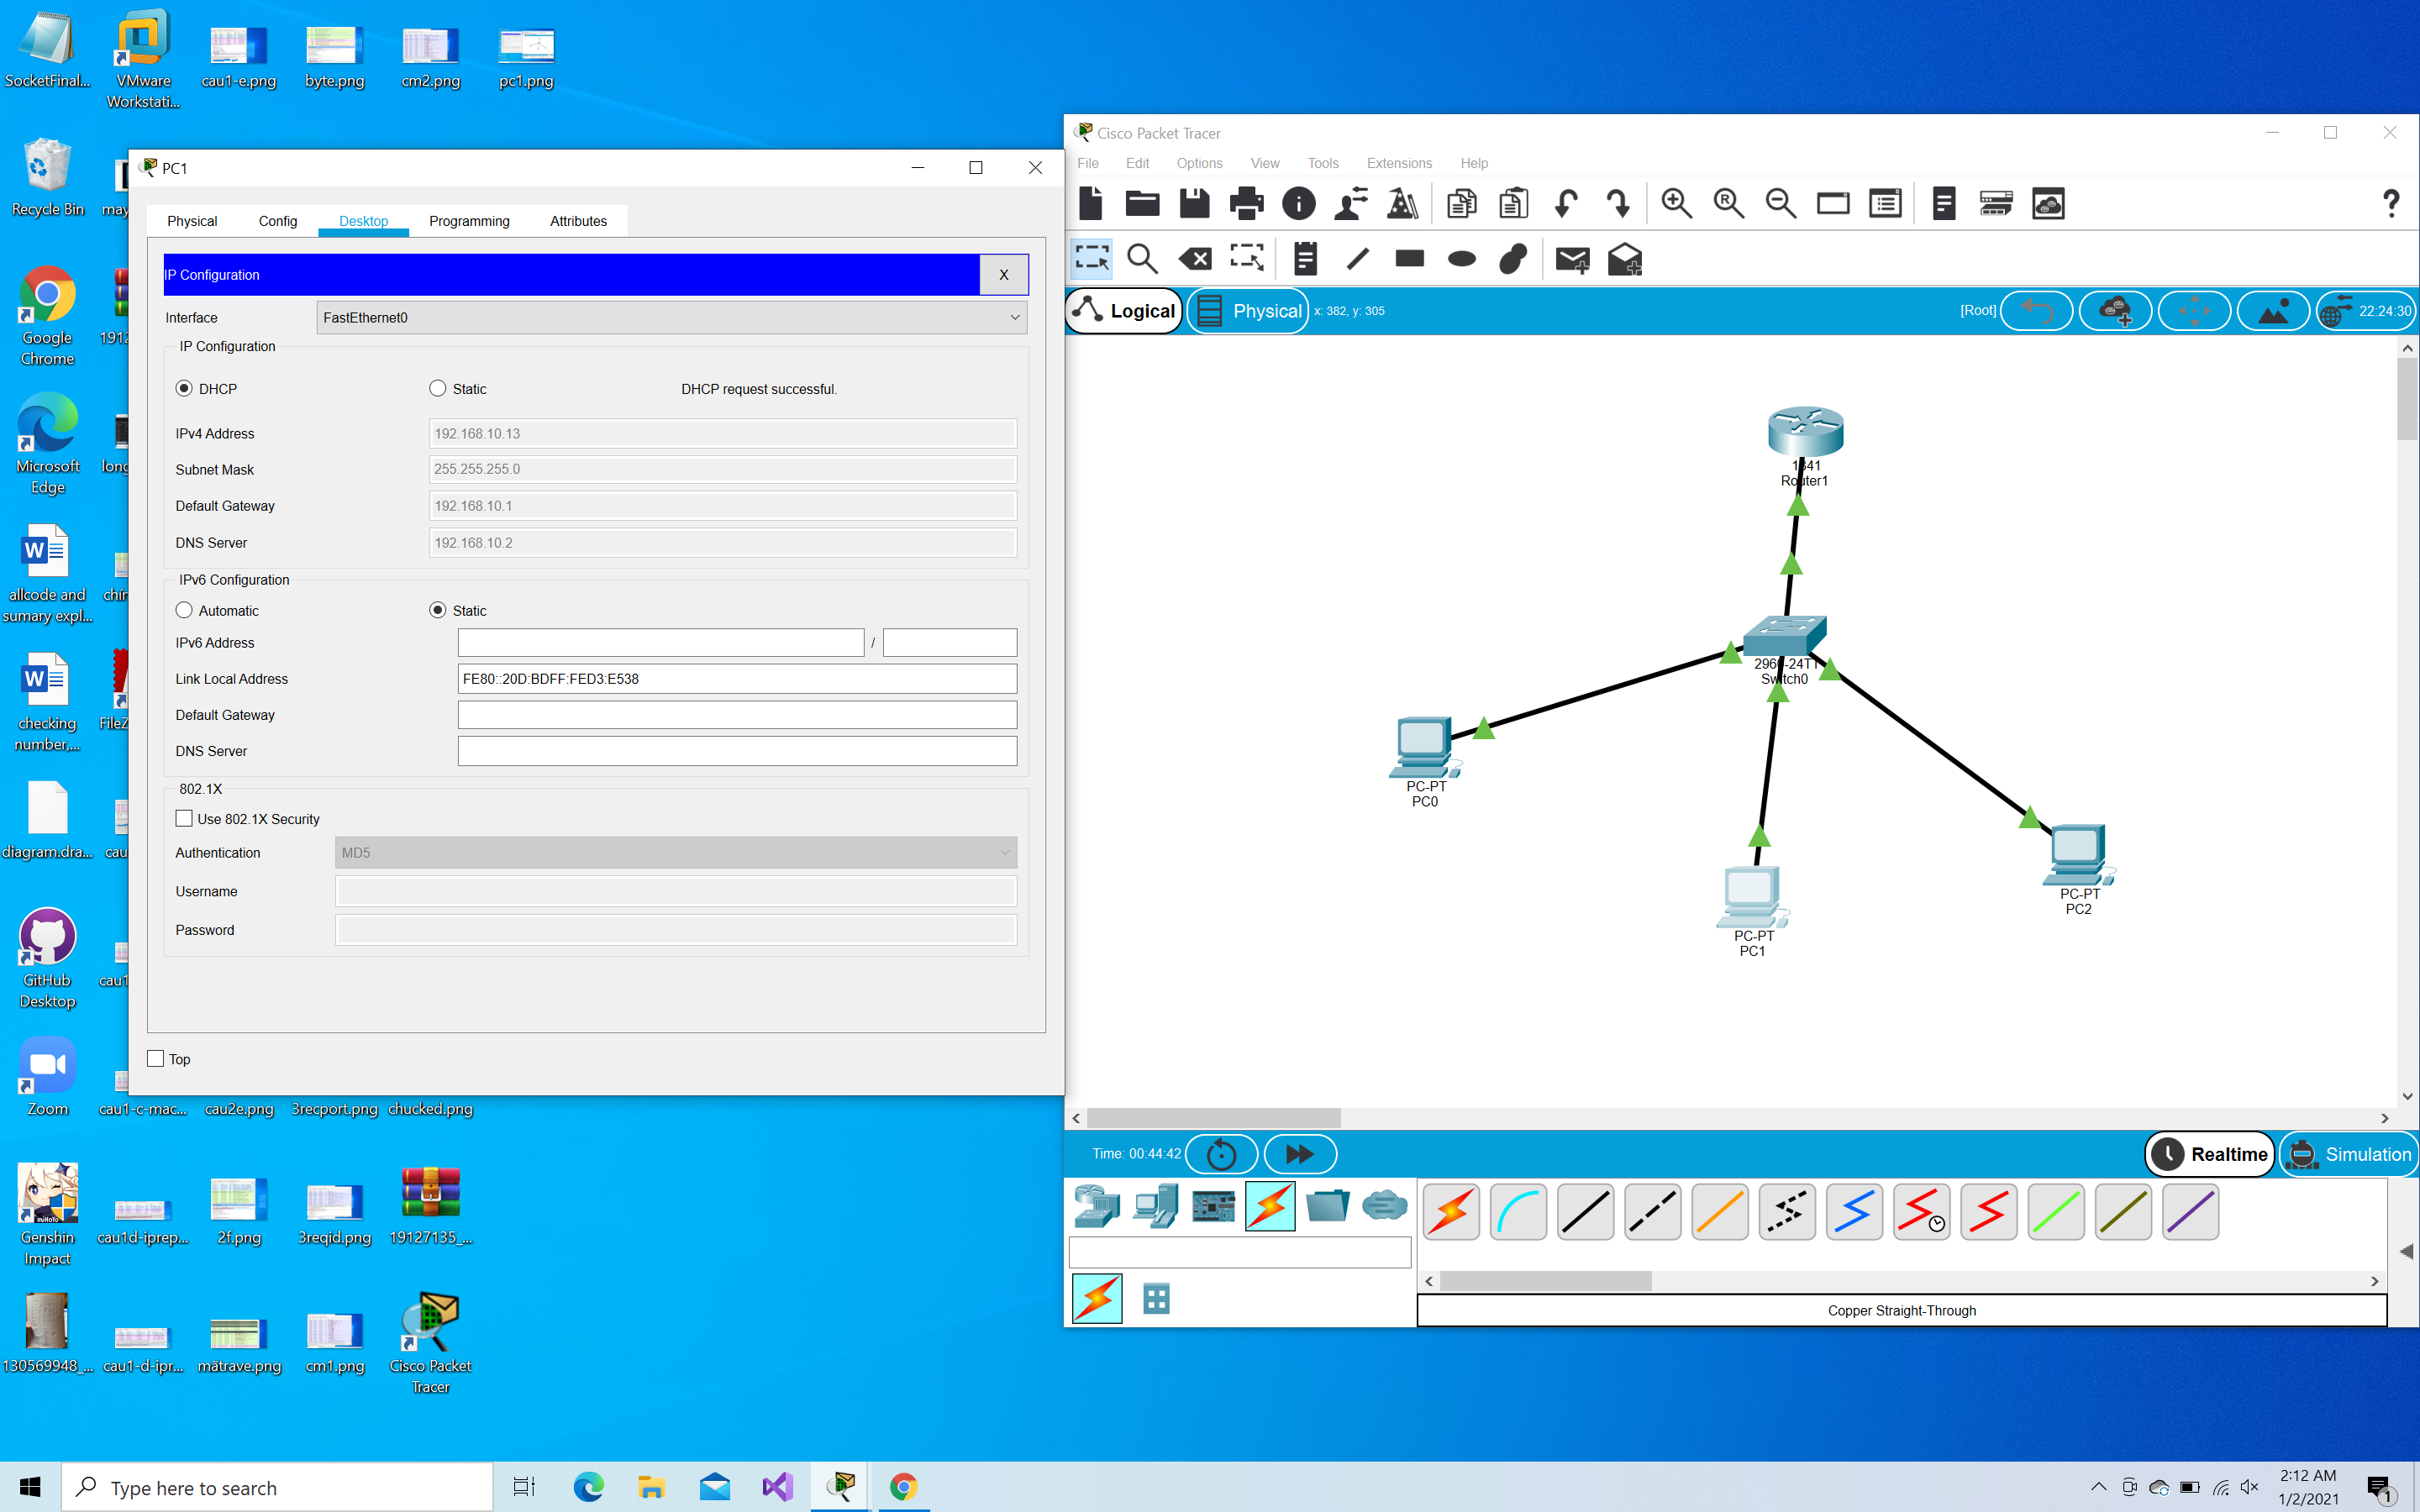 SocketFinal...
VMware
Workstati...
cau1-e.png
byte.png
cm2.png
pc1.png
Recycle Bin
may
Google
Chrome
1912
Microsoft
Edge
long
allcode and
sumary expl...
chín
checking
number,...
FileZ
diagram.dra...
cau
GitHub
Desktop
cau1
Zoom
cau1-c-mac...
cau2e.png
3recport.png
chucked.png
Genshin
Impact
cau1d-iprep...
2f.png
3reqid.png
19127135_...
130569948_...
cau1-d-ipr...
mätrave.png
cm1.png
Cisco Packet
Tracer
PC1
Physical
Config
Desktop
Programming
Attributes
IP Configuration
X
Interface
FastEthernet0
IP Configuration
DHCP
Static
DHCP request successful.
IPv4 Address
192.168.10.13
Subnet Mask
255.255.255.0
Default Gateway
192.168.10.1
DNS Server
192.168.10.2
IPv6 Configuration
Automatic
Static
IPv6 Address
/
Link Local Address
FE80::20D:BDFF:FED3:E538
Default Gateway
DNS Server
802.1X
Use 802.1X Security
Authentication
MD5
Username
Password
Top
Cisco Packet Tracer
File
Edit
Options
View
Tools
Extensions
Help
Logical
Physical
x: 382, y: 305
[Root]
22:24:30
1841
Router1
2960-24TT
Switch0
PC-PT
PC0
PC-PT
PC1
PC-PT
PC2
Time: 00:44:42
Realtime
Simulation
Copper Straight-Through
Type here to search
2:12 AM
1/2/2021
1